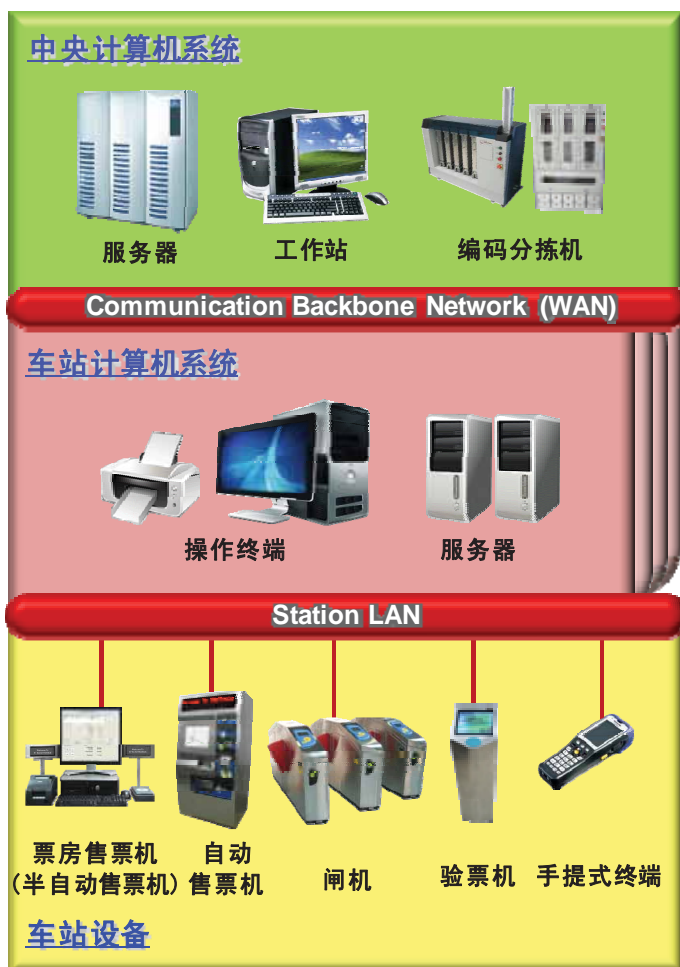 中央计算机系统
服务器
工作站
编码分拣机
Communication Backbone Network (WAN)
车站计算机系统
操作终端
服务器
Station LAN
票房售票机
(半自动售票机)
自动
售票机
闸机
验票机
手提式终端
车站设备